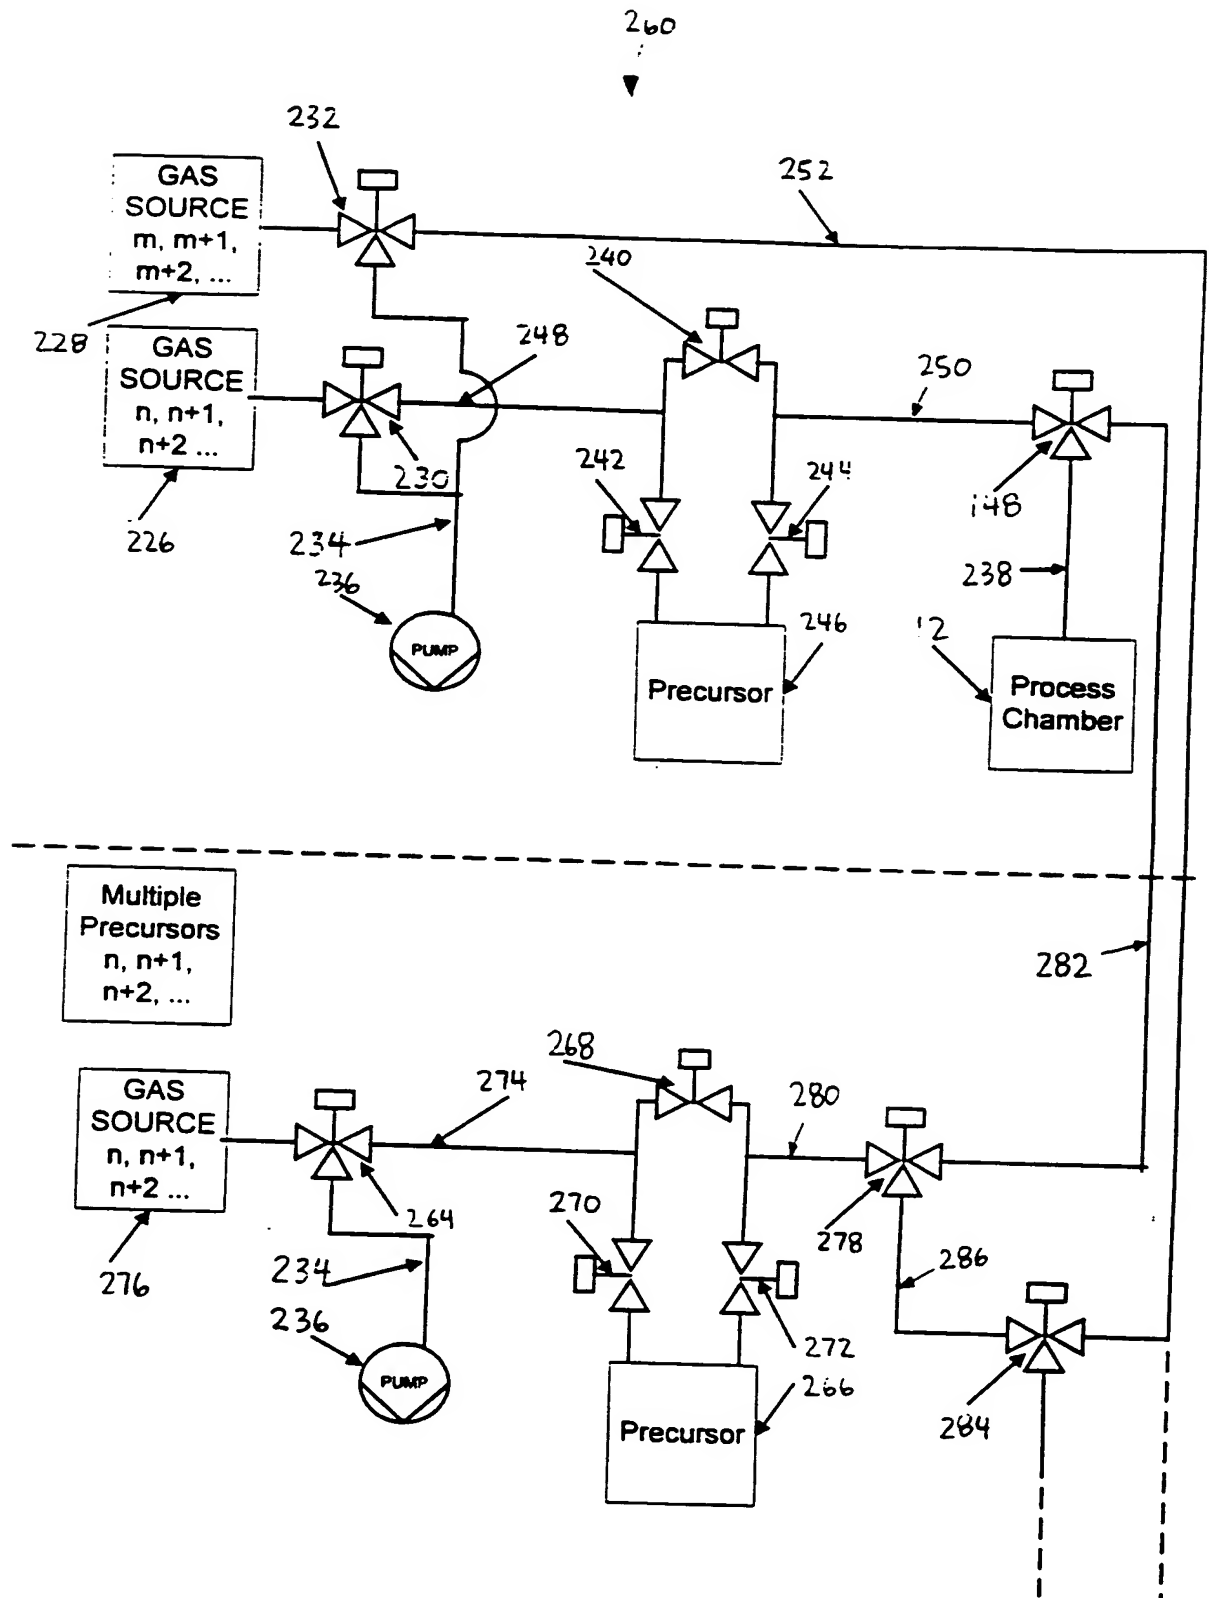 260
232
GAS
SOURCE
m, m+1,
m+2, ...
252
228
240
GAS
SOURCE
n, n+1,
n+2 ...
248
250
230
242
244
148
226
234
238
236
PUMP
246
12
Precursor
Process
Chamber
Multiple
Precursors
n, n+1,
n+2, ...
282
268
GAS
SOURCE
n, n+1,
n+2 ...
274
280
264
270
278
276
234
286
236
272
PUMP
266
284
Precursor